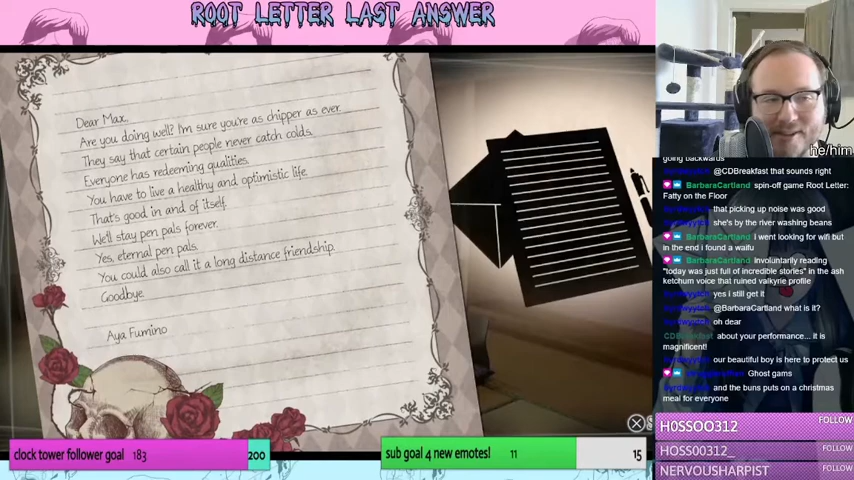 ROOT LETTER LAST ANSWER
Dear Max,
Are you doing well? I'm sure you're as chipper as ever.
They say that certain people never catch colds.
Everyone has redeeming qualities.
You have to live a healthy and optimistic life.
That's good in and of itself.
We'll stay pen pals forever.
Yes, eternal pen pals.
You could also call it a long distance friendship.
Goodbye.
Aya Fumino
clock tower follower goal 183 200
sub goal 4 new emotes! 11 15
he/him
going backwards
@CDBreakfast that sounds right
BarbaraCartland spin-off game Root Letter:
Fatty on the Floor
that picking up noise was good
she's by the river washing beans
BarbaraCartland I went looking for wifi but
in the end i found a waifu
BarbaraCartland Involuntarily reading
"today was just full of incredible stories" in the ash
ketchum voice that ruined valkyrie profile
yes I still get it
@BarbaraCartland what is it?
oh dear
CDBreakfast about your performance... it is
magnificent!
our beautiful boy is here to protect us
Ghost gams
and the buns puts on a christmas
meal for everyone
H0SSOO312 FOLLOW
HOSS00312_ FOLLOW
NERVOUSHARPIST FOLLOW